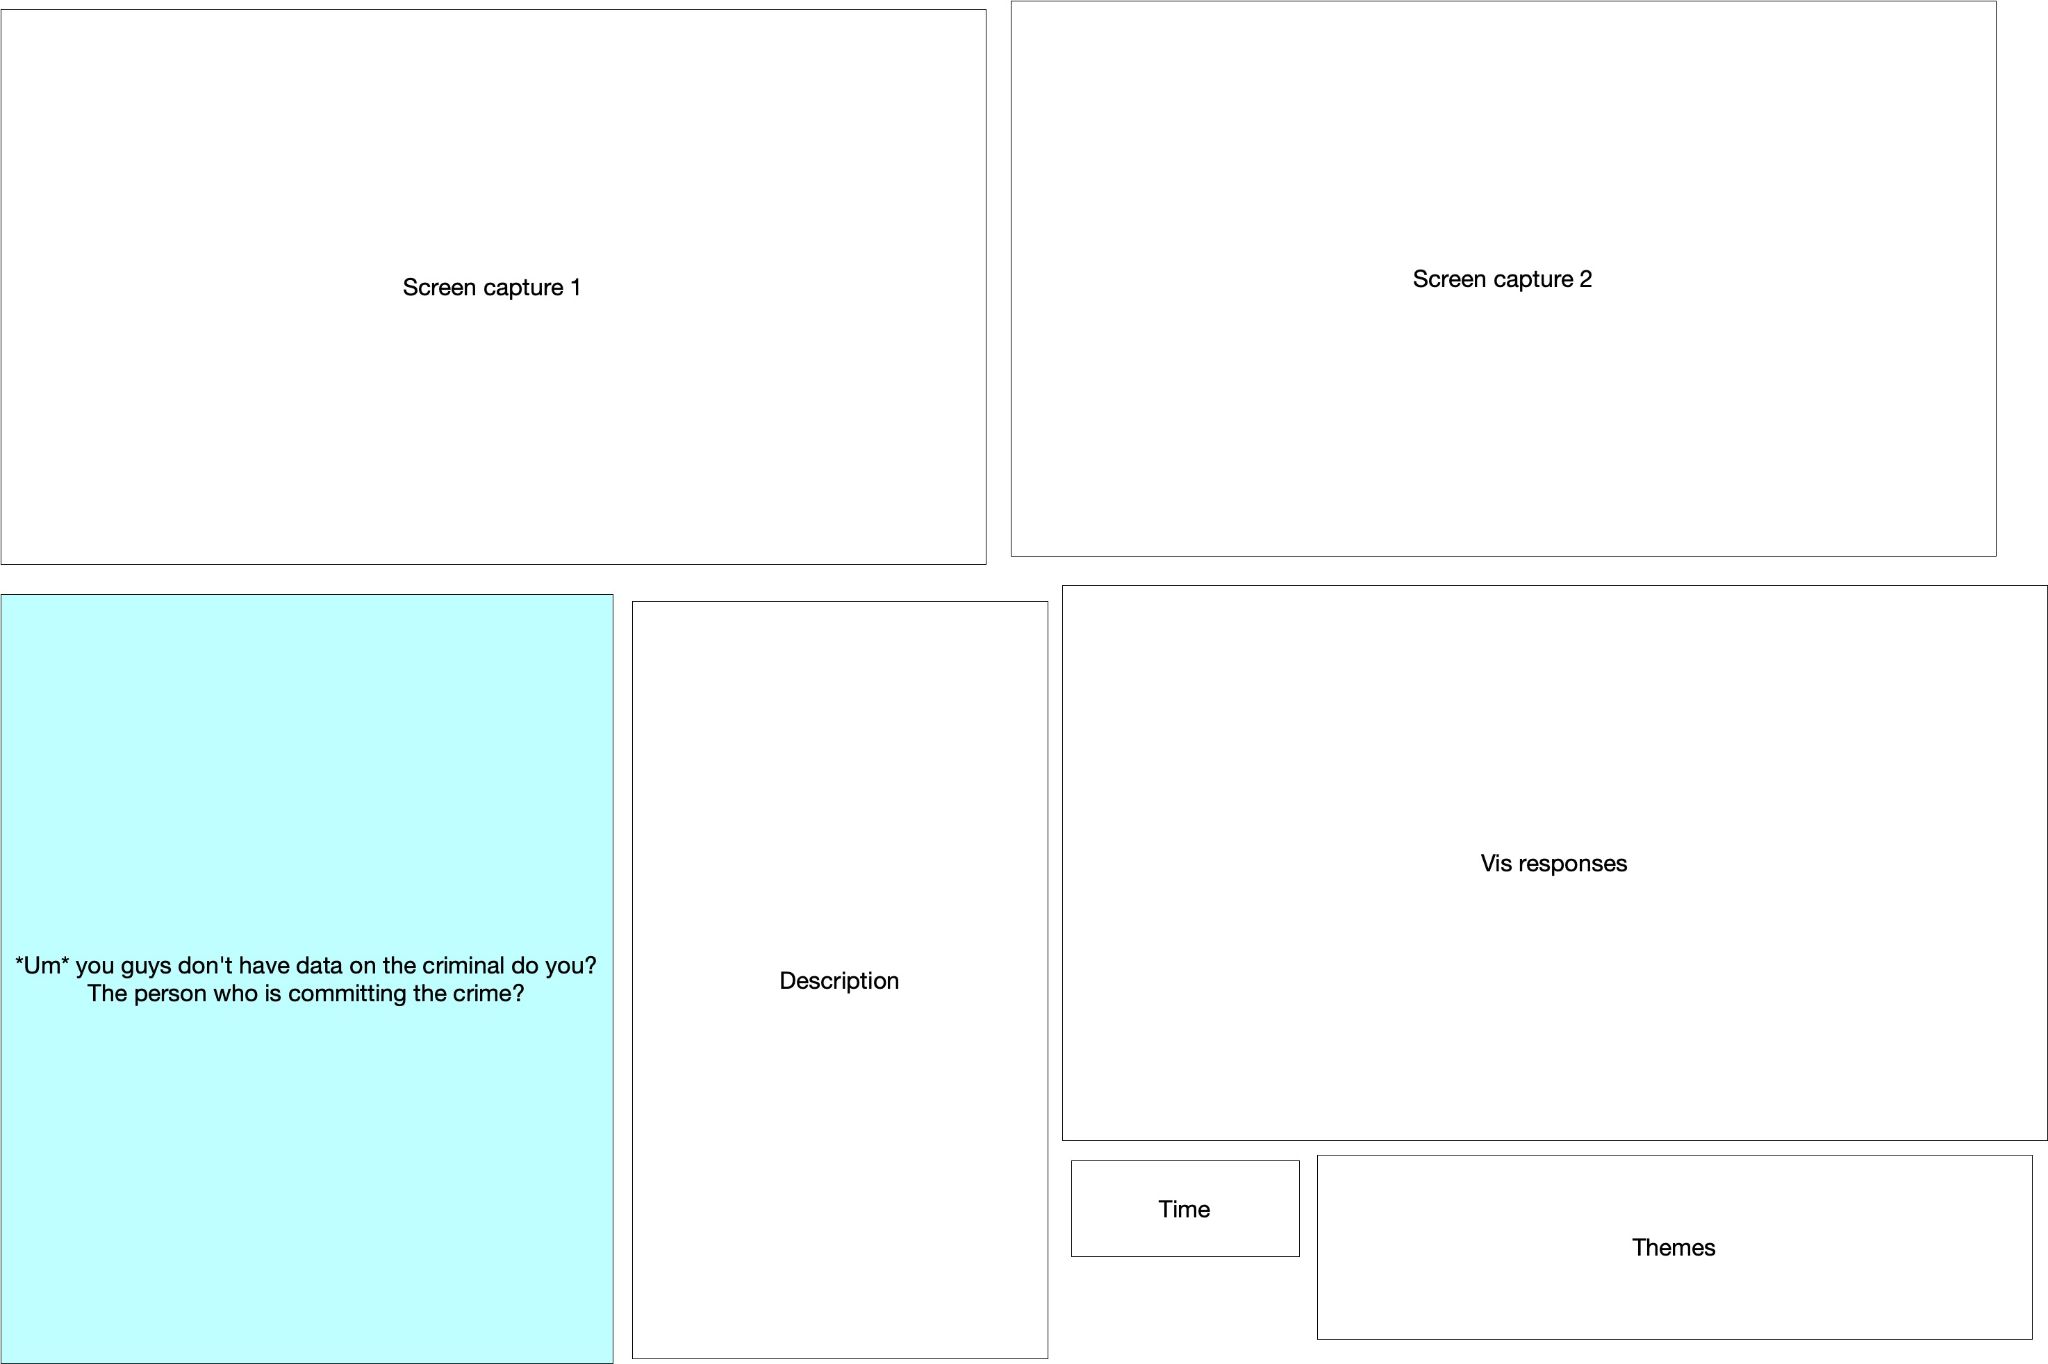 Screen capture 1
Screen capture 2
*Um* you guys don't have data on the criminal do you?
The person who is committing the crime?
Description
Vis responses
Time
Themes